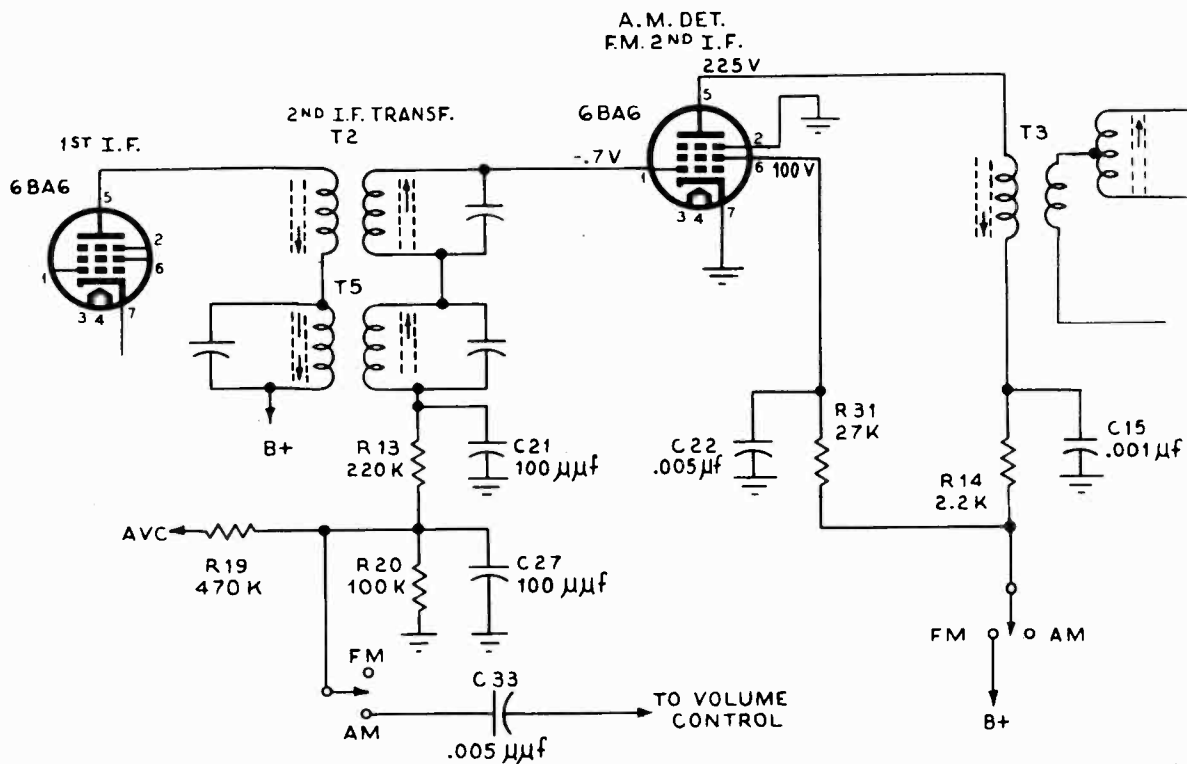 A.M. DET.
F.M. 2ND I.F.
225V
5
6BA6
2
6
100V
-.7V
1
3 4 7
T3
2ND I.F. TRANSF.
T2
1ST I.F.
6BA6
5
2
6
1
3 4 7
T5
B+
R13
220K
C21
100 µµf
C22
.005µf
R31
27K
C15
.001µf
R14
2.2K
AVC
R19
470K
R20
100K
C27
100 µµf
FM
AM
C33
.005 µµf
TO VOLUME
CONTROL
FM
AM
B+